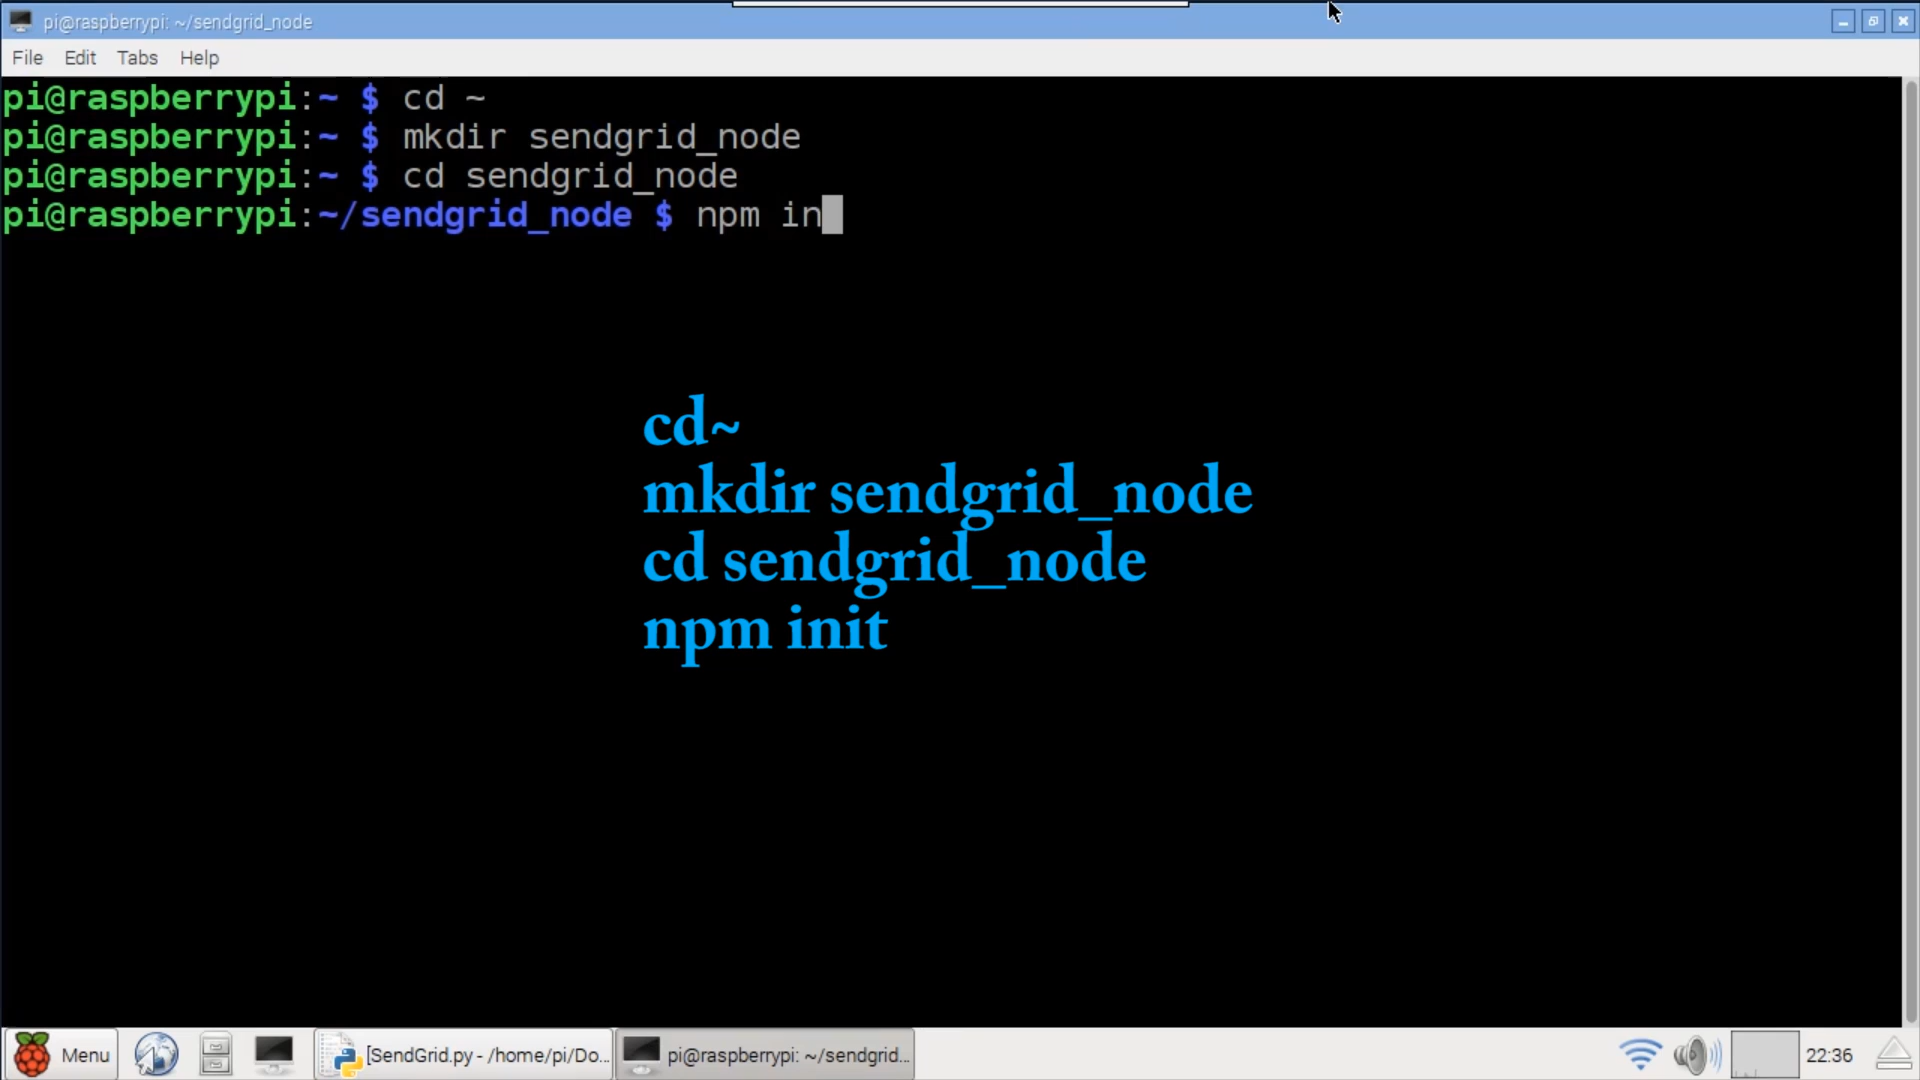 pi@raspberrypi: ~/sendgrid_node
File Edit Tabs Help
pi@raspberrypi:~ $ cd ~
pi@raspberrypi:~ $ mkdir sendgrid_node
pi@raspberrypi:~ $ cd sendgrid_node
pi@raspberrypi:~/sendgrid_node $ npm in
cd~
mkdir sendgrid_node
cd sendgrid_node
npm init
Menu [SendGrid.py - /home/pi/Do... pi@raspberrypi: ~/sendgrid... 22:36